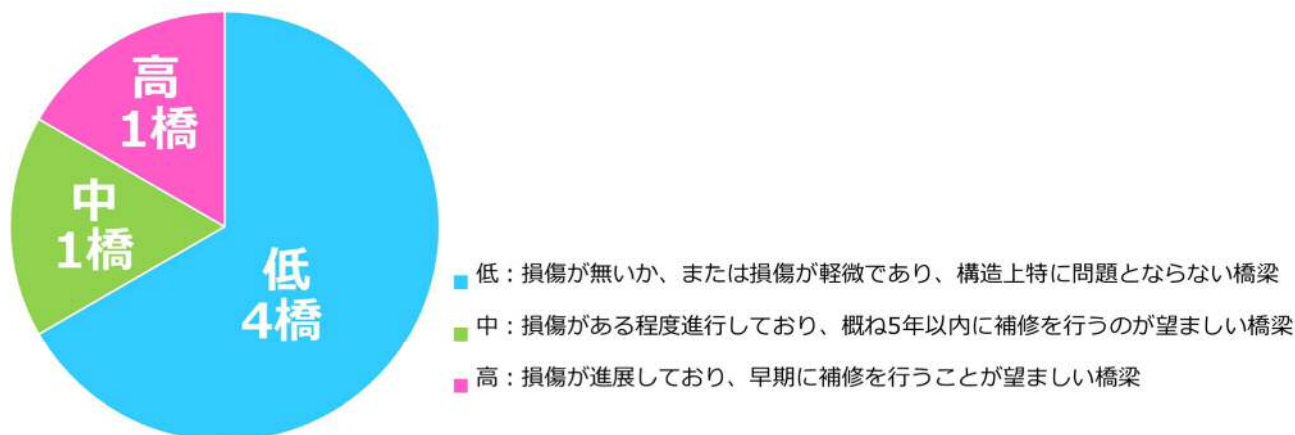 高
1橋
中
1橋
低
4橋
低：損傷が無いか、または損傷が軽微であり、構造上特に問題とならない橋梁
中：損傷がある程度進行しており、概ね5年以内に補修を行うのが望ましい橋梁
高：損傷が進展しており、早期に補修を行うことが望ましい橋梁